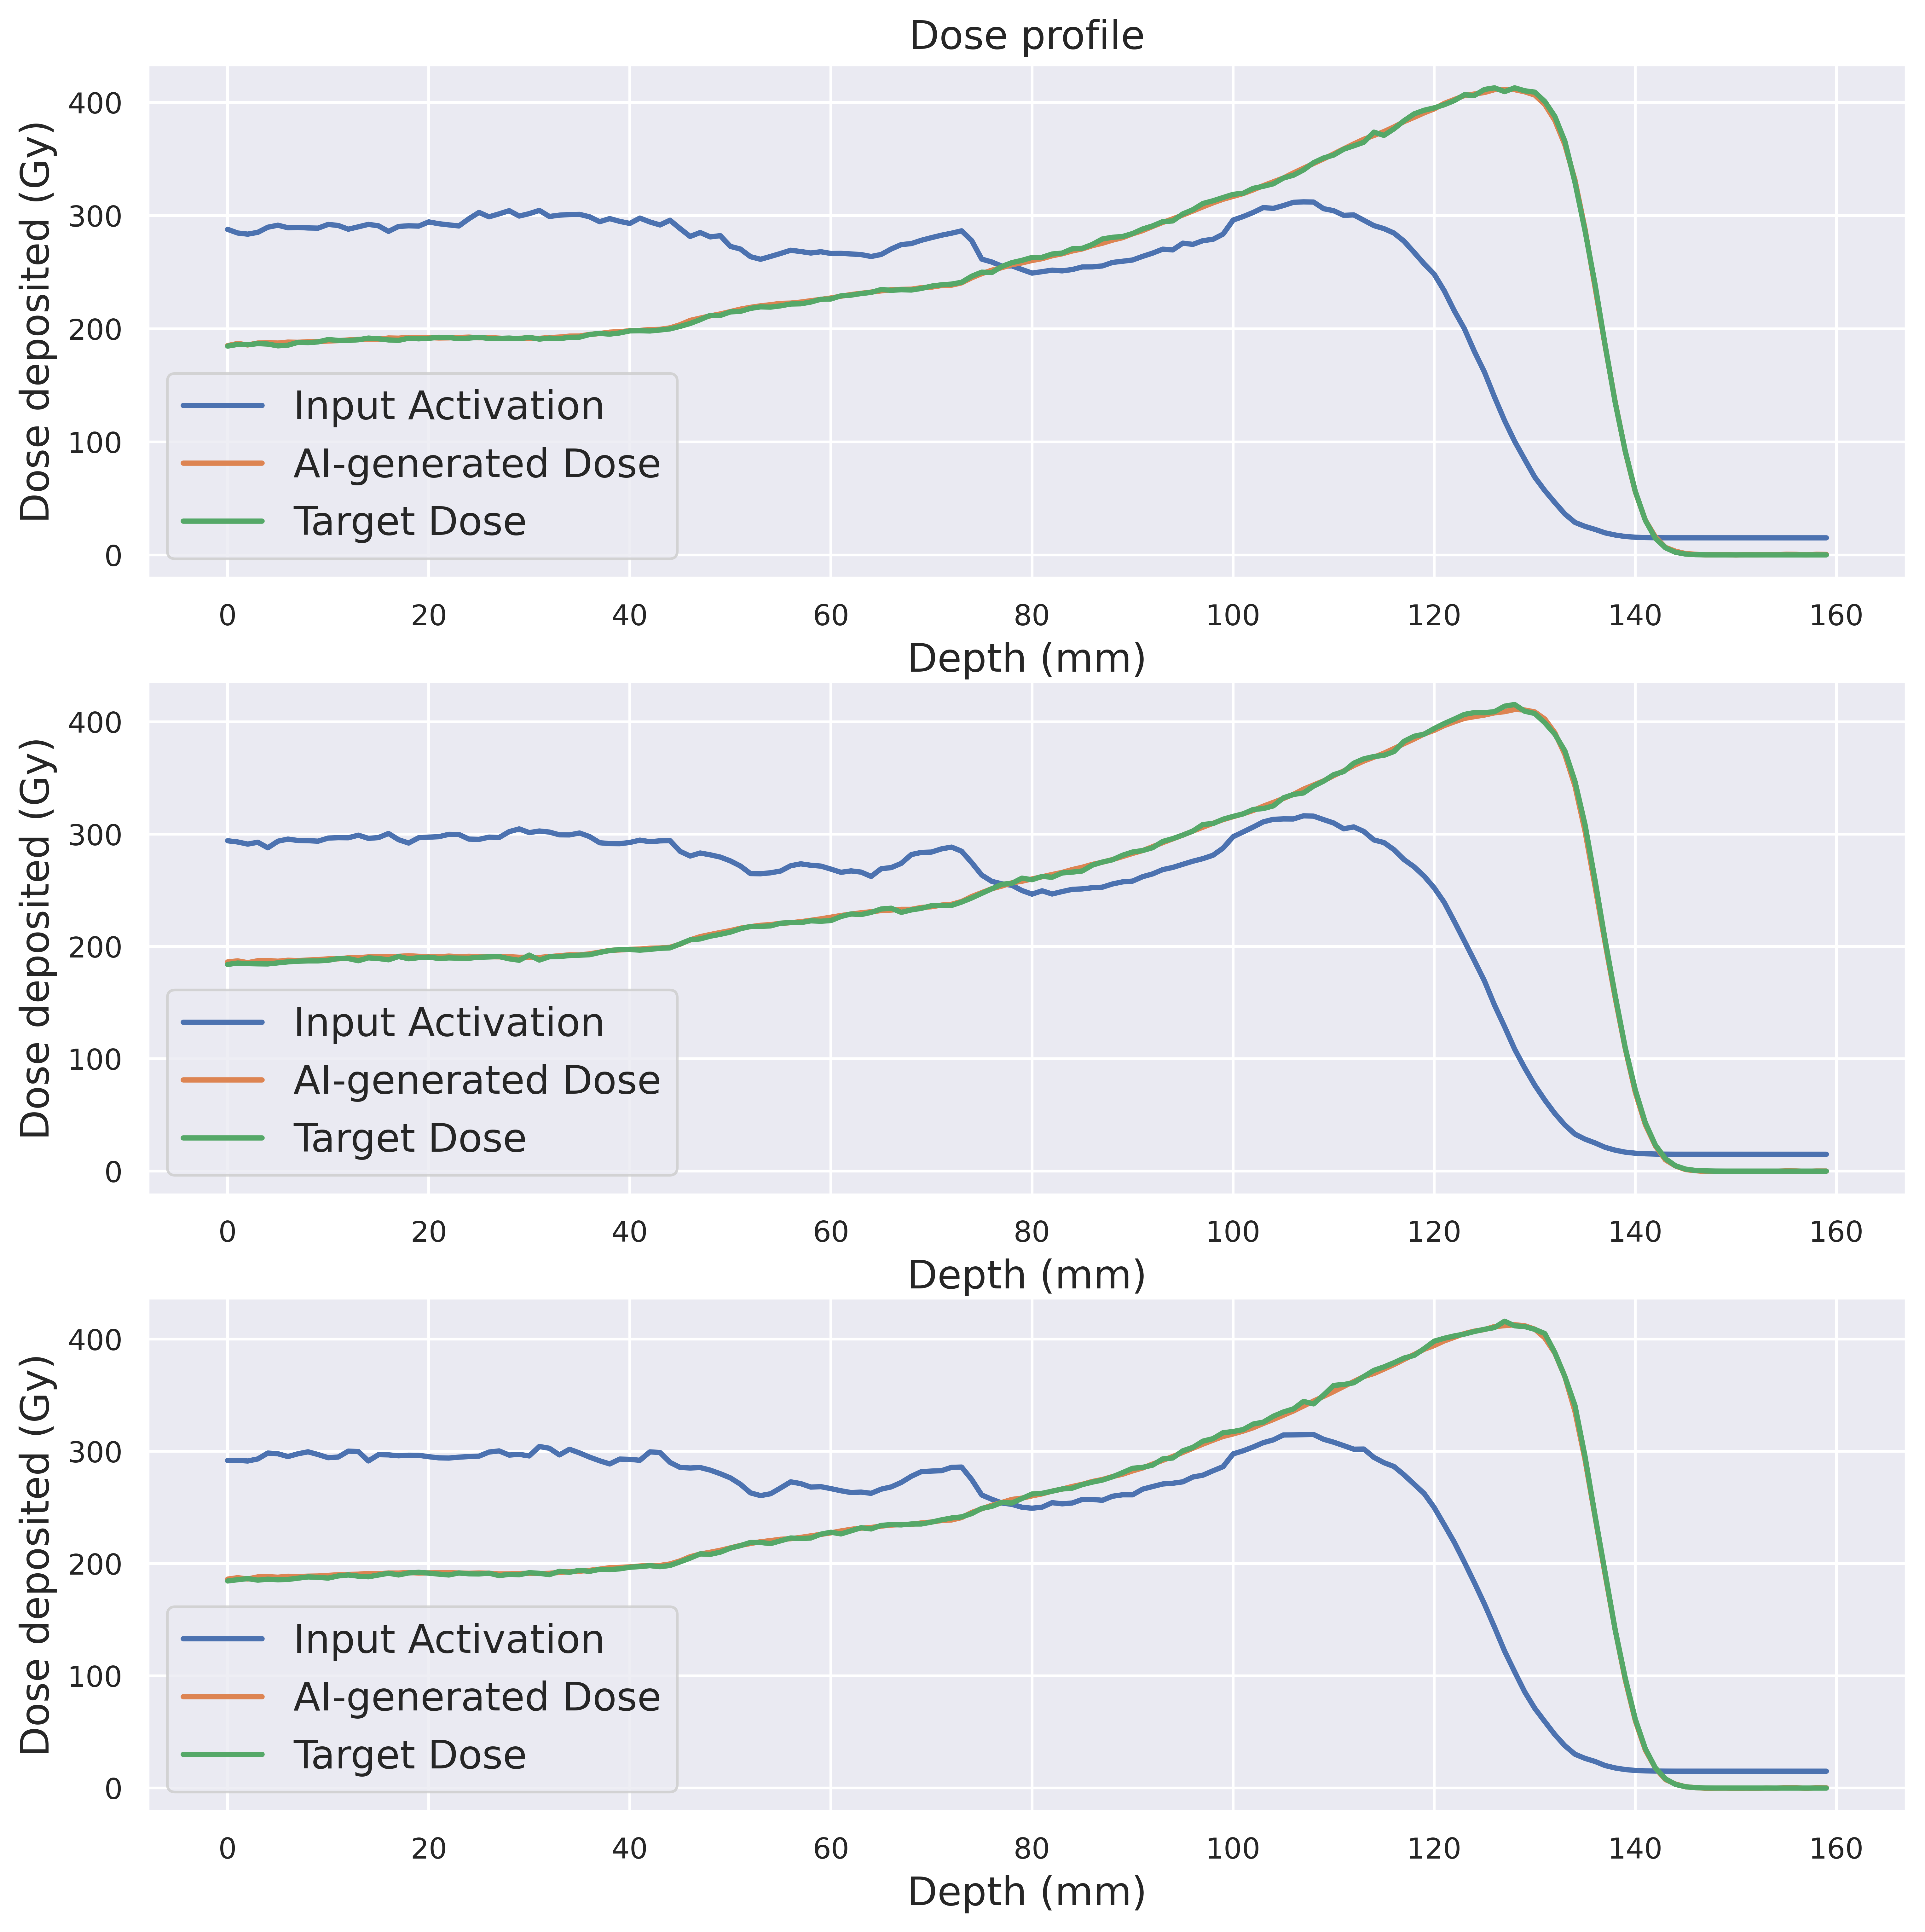 Dose profile
Dose deposited (Gy)
400
300
200
100
0
Input Activation
AI-generated Dose
Target Dose
0 20 40 60 80 100 120 140 160
Depth (mm)
Dose deposited (Gy)
400
300
200
100
0
Input Activation
AI-generated Dose
Target Dose
0 20 40 60 80 100 120 140 160
Depth (mm)
Dose deposited (Gy)
400
300
200
100
0
Input Activation
AI-generated Dose
Target Dose
0 20 40 60 80 100 120 140 160
Depth (mm)